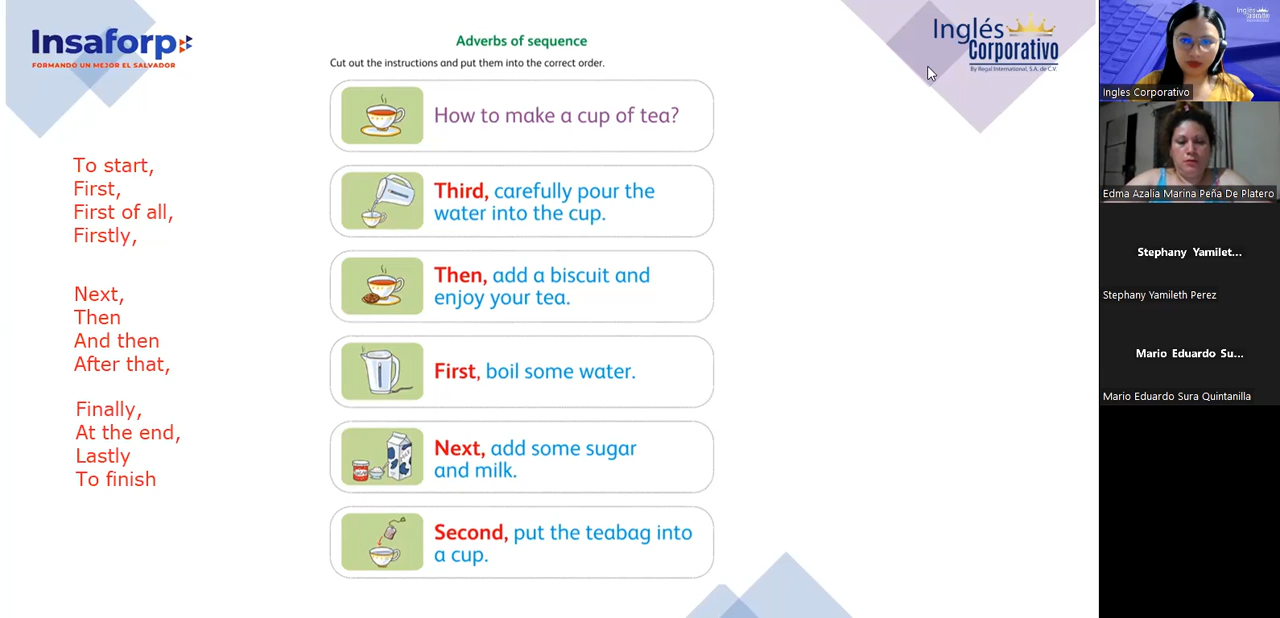 Insaforp
FORMANDO UN MEJOR EL SALVADOR
Adverbs of sequence
Cut out the instructions and put them into the correct order.
Inglés
Corporativo
By Regal International, S.A. de C.V.
How to make a cup of tea?
Third, carefully pour the
water into the cup.
Then, add a biscuit and
enjoy your tea.
First, boil some water.
Next, add some sugar
and milk.
Second, put the teabag into
a cup.
To start,
First,
First of all,
Firstly,
Next,
Then
And then
After that,
Finally,
At the end,
Lastly
To finish
Inglés
Corporativo
Ingles Corporativo
Edma Azalia Marina Peña De Platero
Stephany Yamilet...
Stephany Yamileth Perez
Mario Eduardo Su...
Mario Eduardo Sura Quintanilla